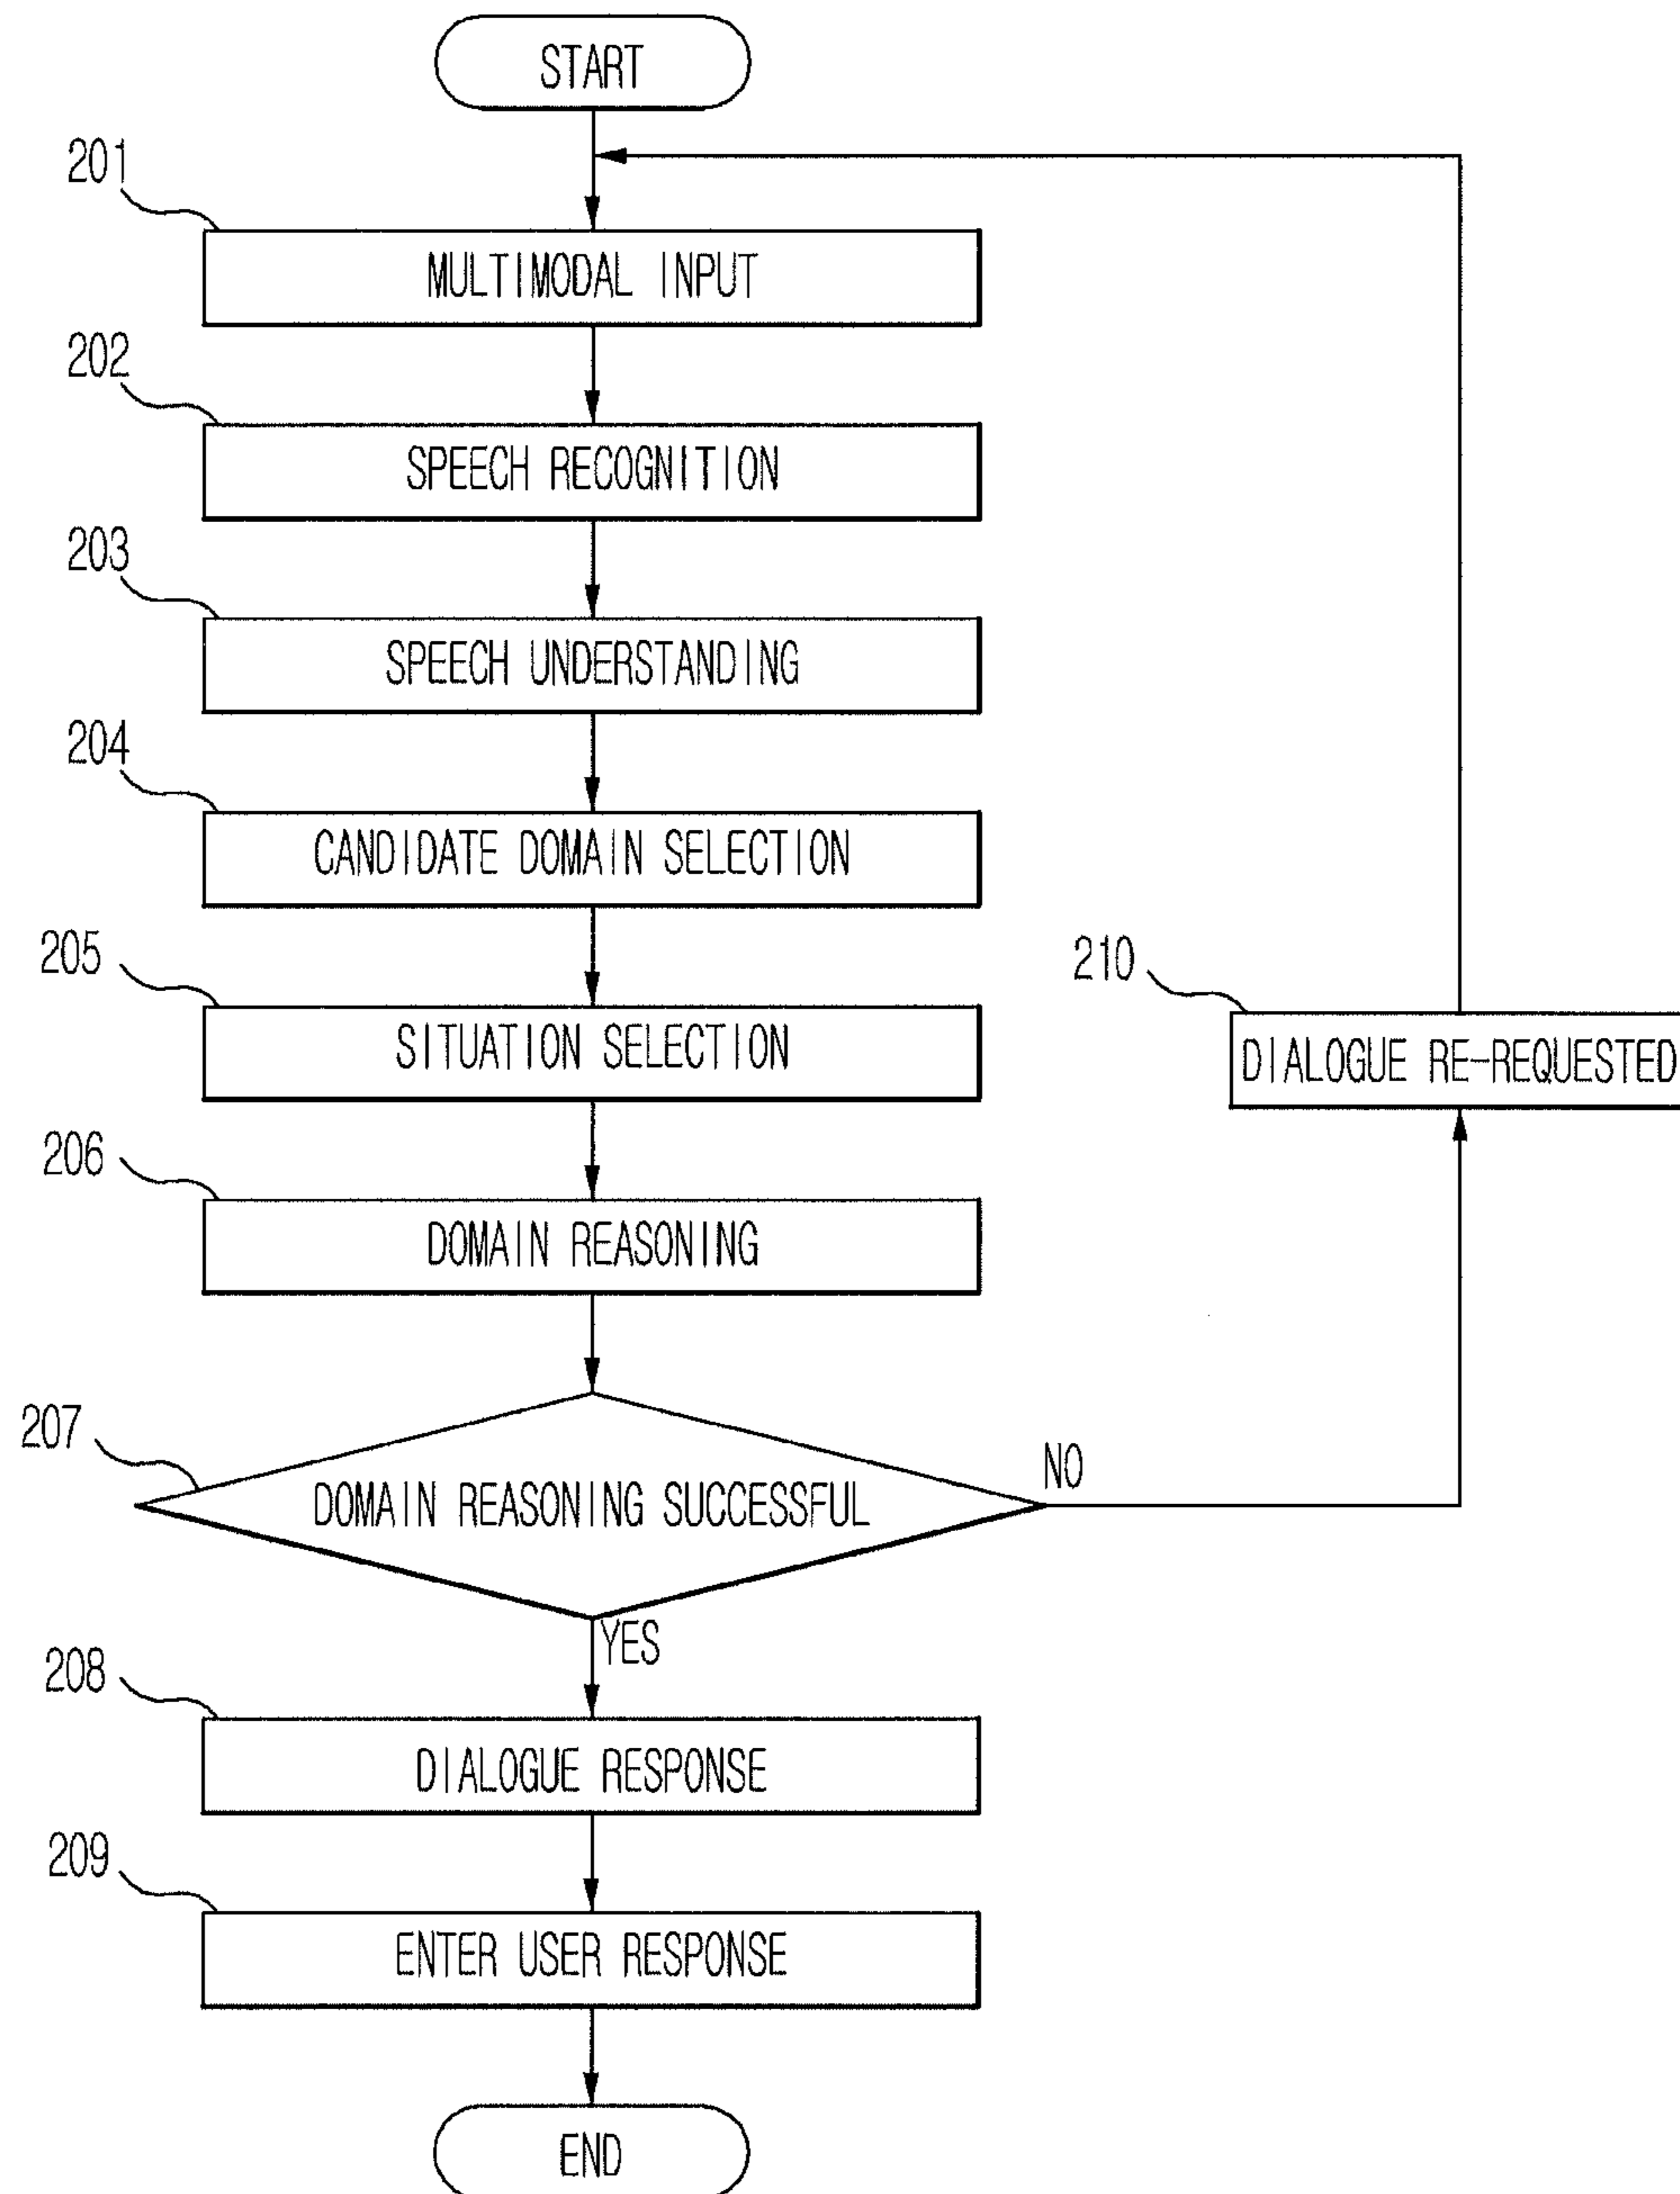 START
201
MULTIMODAL INPUT
202
SPEECH RECOGNITION
203
SPEECH UNDERSTANDING
204
CANDIDATE DOMAIN SELECTION
205
SITUATION SELECTION
210
DIALOGUE RE-REQUESTED
206
DOMAIN REASONING
207
DOMAIN REASONING SUCCESSFUL
NO
YES
208
DIALOGUE RESPONSE
209
ENTER USER RESPONSE
END